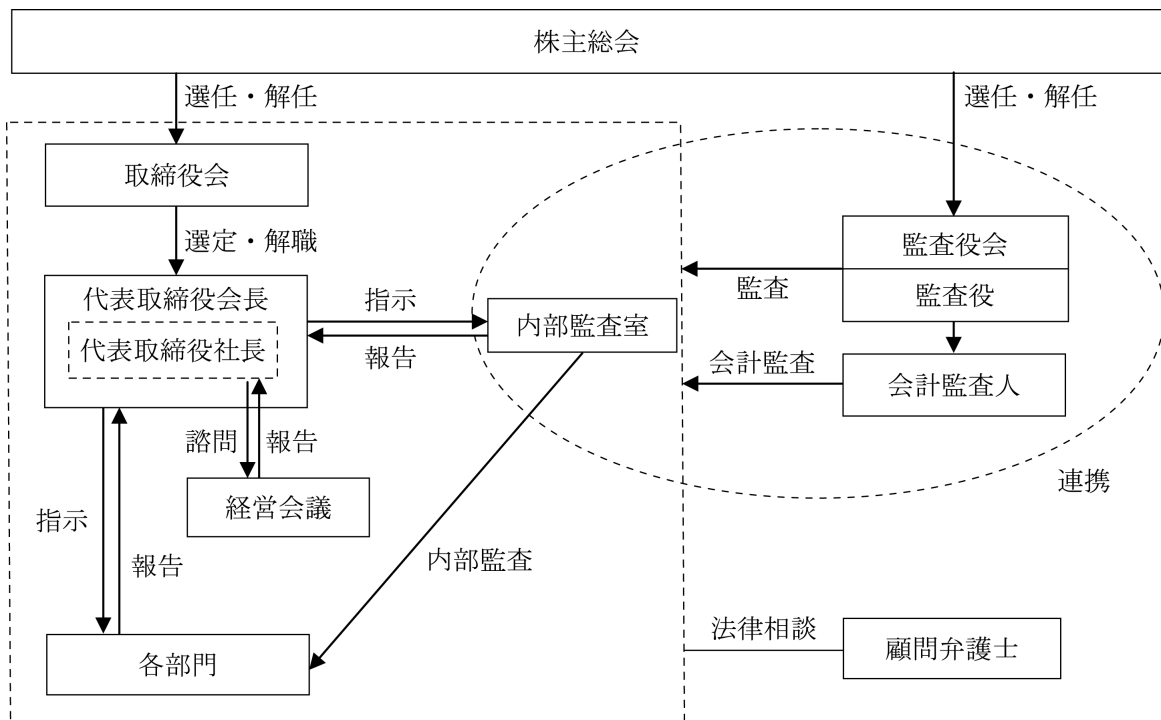 株主総会
選任・解任
選任・解任
取締役会
選定・解職
監査役会
監査役
監査
代表取締役会長
代表取締役社長
指示
報告
内部監査室
会計監査
会計監査人
諮問
報告
連携
経営会議
指示
報告
内部監査
各部門
法律相談
顧問弁護士